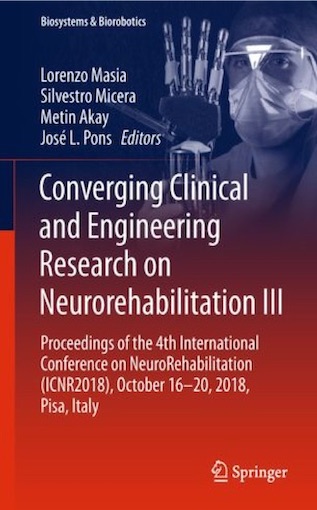 Biosystems & Biorobotics
Lorenzo Masia
Silvestro Micera
Metin Akay
José L. Pons Editors
Converging Clinical
and Engineering
Research on
Neurorehabilitation III
Proceedings of the 4th International
Conference on NeuroRehabilitation
(ICNR2018), October 16–20, 2018,
Pisa, Italy
Springer